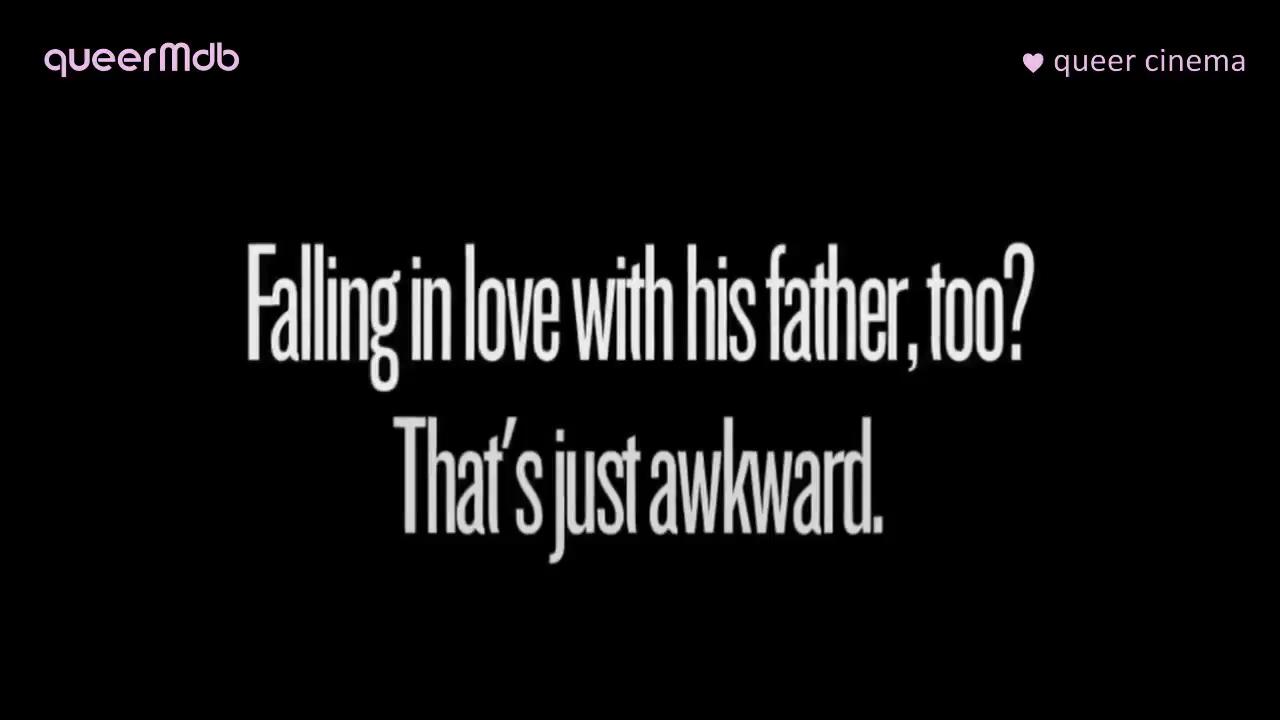 queerMdb
♥ queer cinema
Falling in love with his father, too?
That's just awkward.